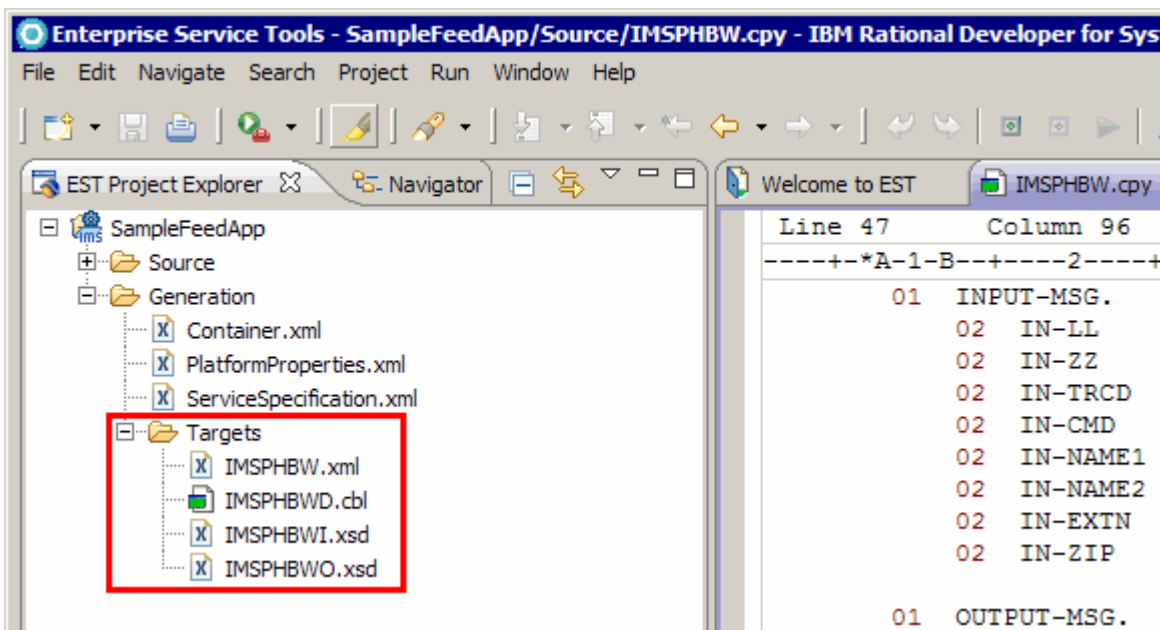 Enterprise Service Tools - SampleFeedApp/Source/IMSPHBW.cpy - IBM Rational Developer for Sys
File Edit Navigate Search Project Run Window Help
EST Project Explorer Navigator
SampleFeedApp
Source
Generation
Container.xml
PlatformProperties.xml
ServiceSpecification.xml
Targets
IMSPHBW.xml
IMSPHBWD.cbl
IMSPHBWI.xsd
IMSPHBWO.xsd
Welcome to EST IMSPHBW.cpy
Line 47 Column 96
----+-*A-1-B--+----2----+
01 INPUT-MSG.
02 IN-LL
02 IN-ZZ
02 IN-TRCD
02 IN-CMD
02 IN-NAME1
02 IN-NAME2
02 IN-EXTN
02 IN-ZIP
01 OUTPUT-MSG.